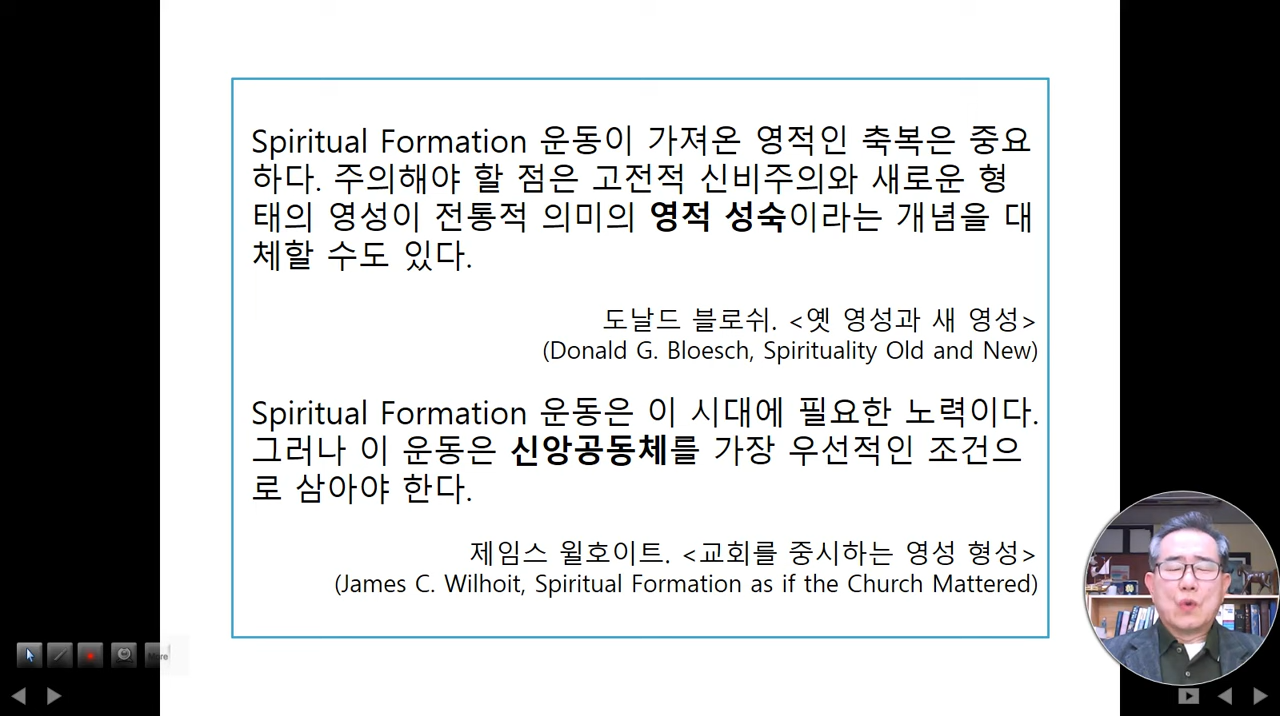 Spiritual Formation 운동이 가져온 영적인 축복은 중요
하다. 주의해야 할 점은 고전적 신비주의와 새로운 형
태의 영성이 전통적 의미의 영적 성숙이라는 개념을 대
체할 수도 있다.
도날드 블로쉬. <옛 영성과 새 영성>
(Donald G. Bloesch, Spirituality Old and New)
Spiritual Formation 운동은 이 시대에 필요한 노력이다.
그러나 이 운동은 신앙공동체를 가장 우선적인 조건으
로 삼아야 한다.
제임스 윌호이트. <교회를 중시하는 영성 형성>
(James C. Wilhoit, Spiritual Formation as if the Church Mattered)
More